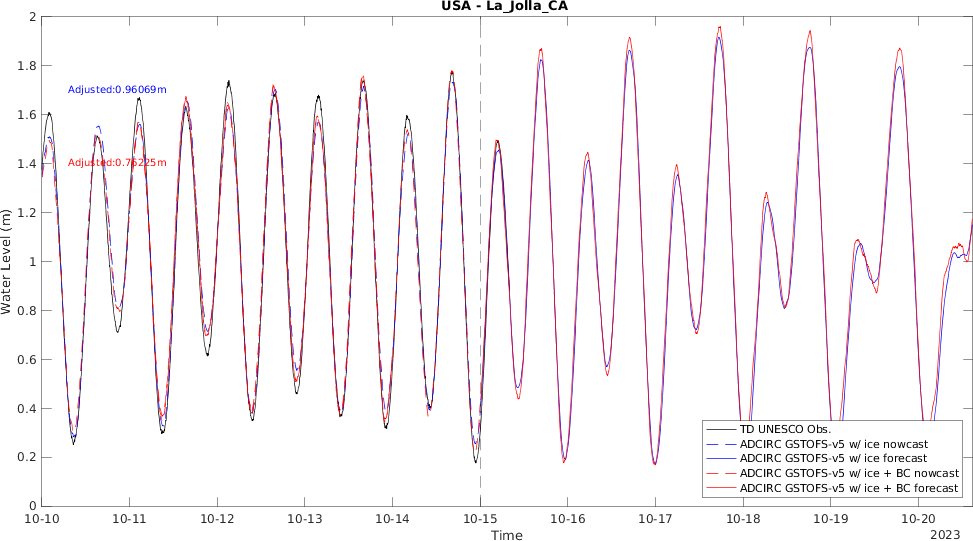 USA - La_Jolla_CA
2
1.8
1.6
1.4
1.2
1
0.8
0.6
0.4
0.2
0
Water Level (m)
Adjusted:0.96069m
Adjusted:0.76225m
TD UNESCO Obs.
ADCIRC GSTOFS-v5 w/ ice nowcast
ADCIRC GSTOFS-v5 w/ ice forecast
ADCIRC GSTOFS-v5 w/ ice + BC nowcast
ADCIRC GSTOFS-v5 w/ ice + BC forecast
10-10 10-11 10-12 10-13 10-14 10-15 10-16 10-17 10-18 10-19 10-20
Time
2023